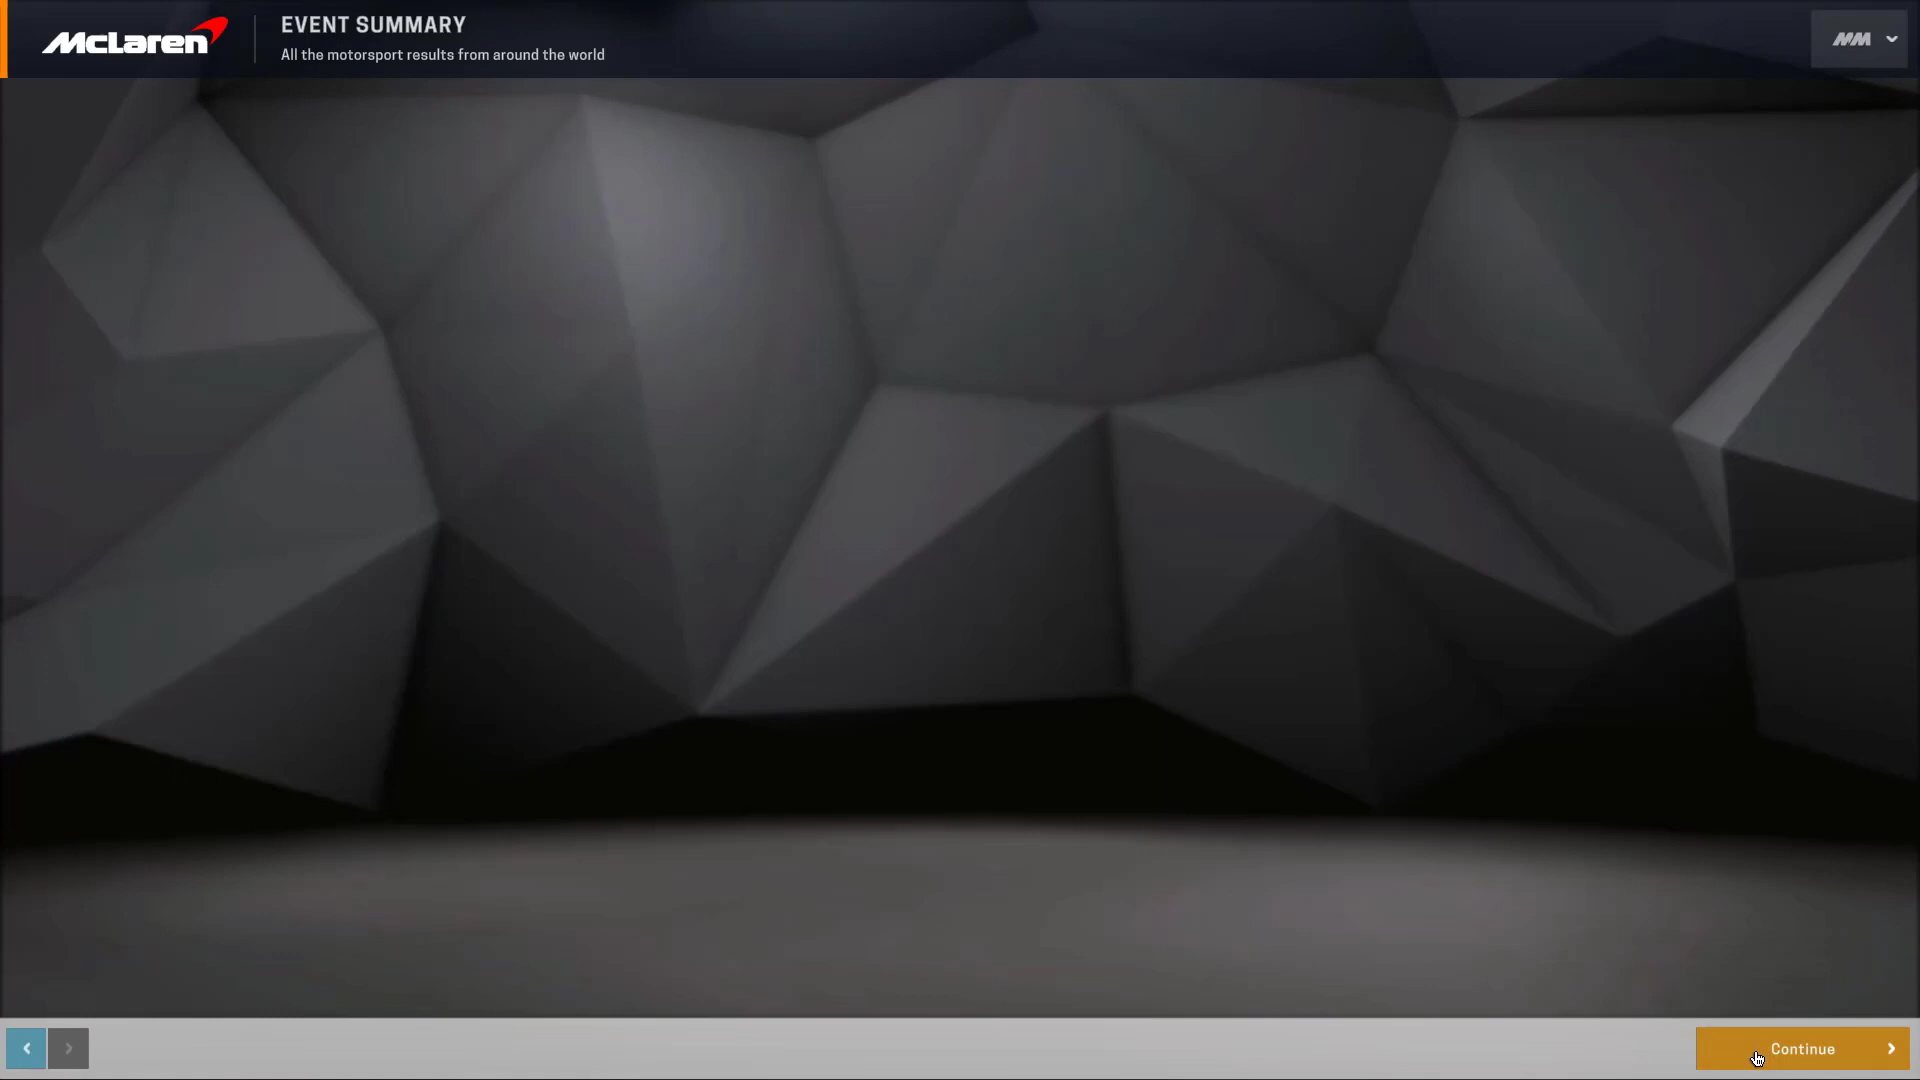 McLaren
EVENT SUMMARY
All the motorsport results from around the world
MM
Continue